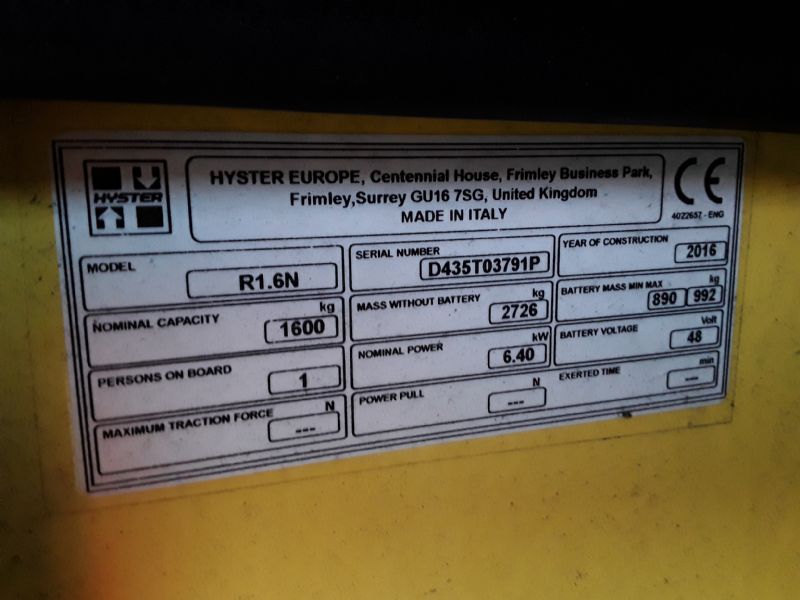 HYSTER
HYSTER EUROPE, Centennial House, Frimley Business Park,
Frimley,Surrey GU16 7SG, United Kingdom
MADE IN ITALY
CE
4022657 - ENG
MODEL
R1.6N
SERIAL NUMBER
D435T03791P
YEAR OF CONSTRUCTION
2016
NOMINAL CAPACITY
kg
1600
MASS WITHOUT BATTERY
kg
2726
BATTERY MASS MIN MAX
kg
890 992
PERSONS ON BOARD
1
NOMINAL POWER
kW
6.40
BATTERY VOLTAGE
Volt
48
MAXIMUM TRACTION FORCE
N
---
POWER PULL
N
---
EXERTED TIME
min
---